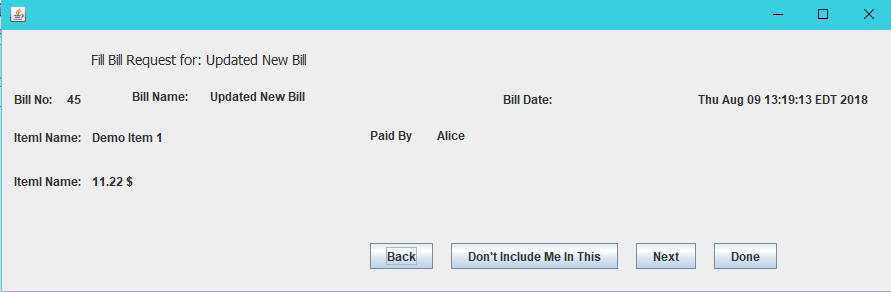 Fill Bill Request for: Updated New Bill
Bill No: 45 Bill Name: Updated New Bill Bill Date: Thu Aug 09 13:19:13 EDT 2018
Iteml Name: Demo Item 1 Paid By Alice
Iteml Name: 11.22 $
Back Don't Include Me In This Next Done